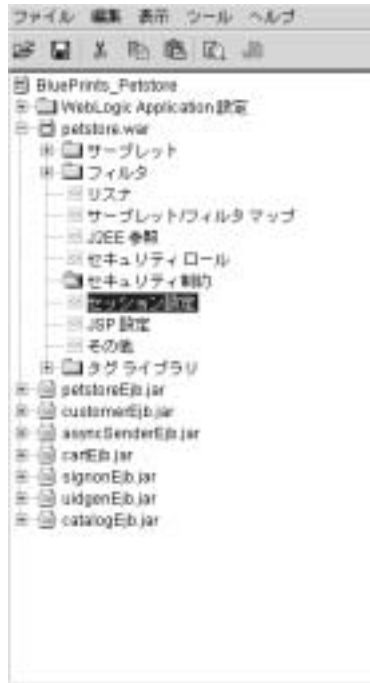 ファイル 編集 表示 ツール ヘルプ
BluePrints_Petstore
WebLogic Application 設定
petstore.war
サーブレット
フィルタ
リスナ
サーブレット/フィルタ マップ
J2EE 参照
セキュリティ ロール
セキュリティ制約
セッション設定
JSP 設定
その他
タグ ライブラリ
petstoreEjb.jar
customerEjb.jar
asyncSenderEjb.jar
cartEjb.jar
signonEjb.jar
uidgenEjb.jar
catalogEjb.jar